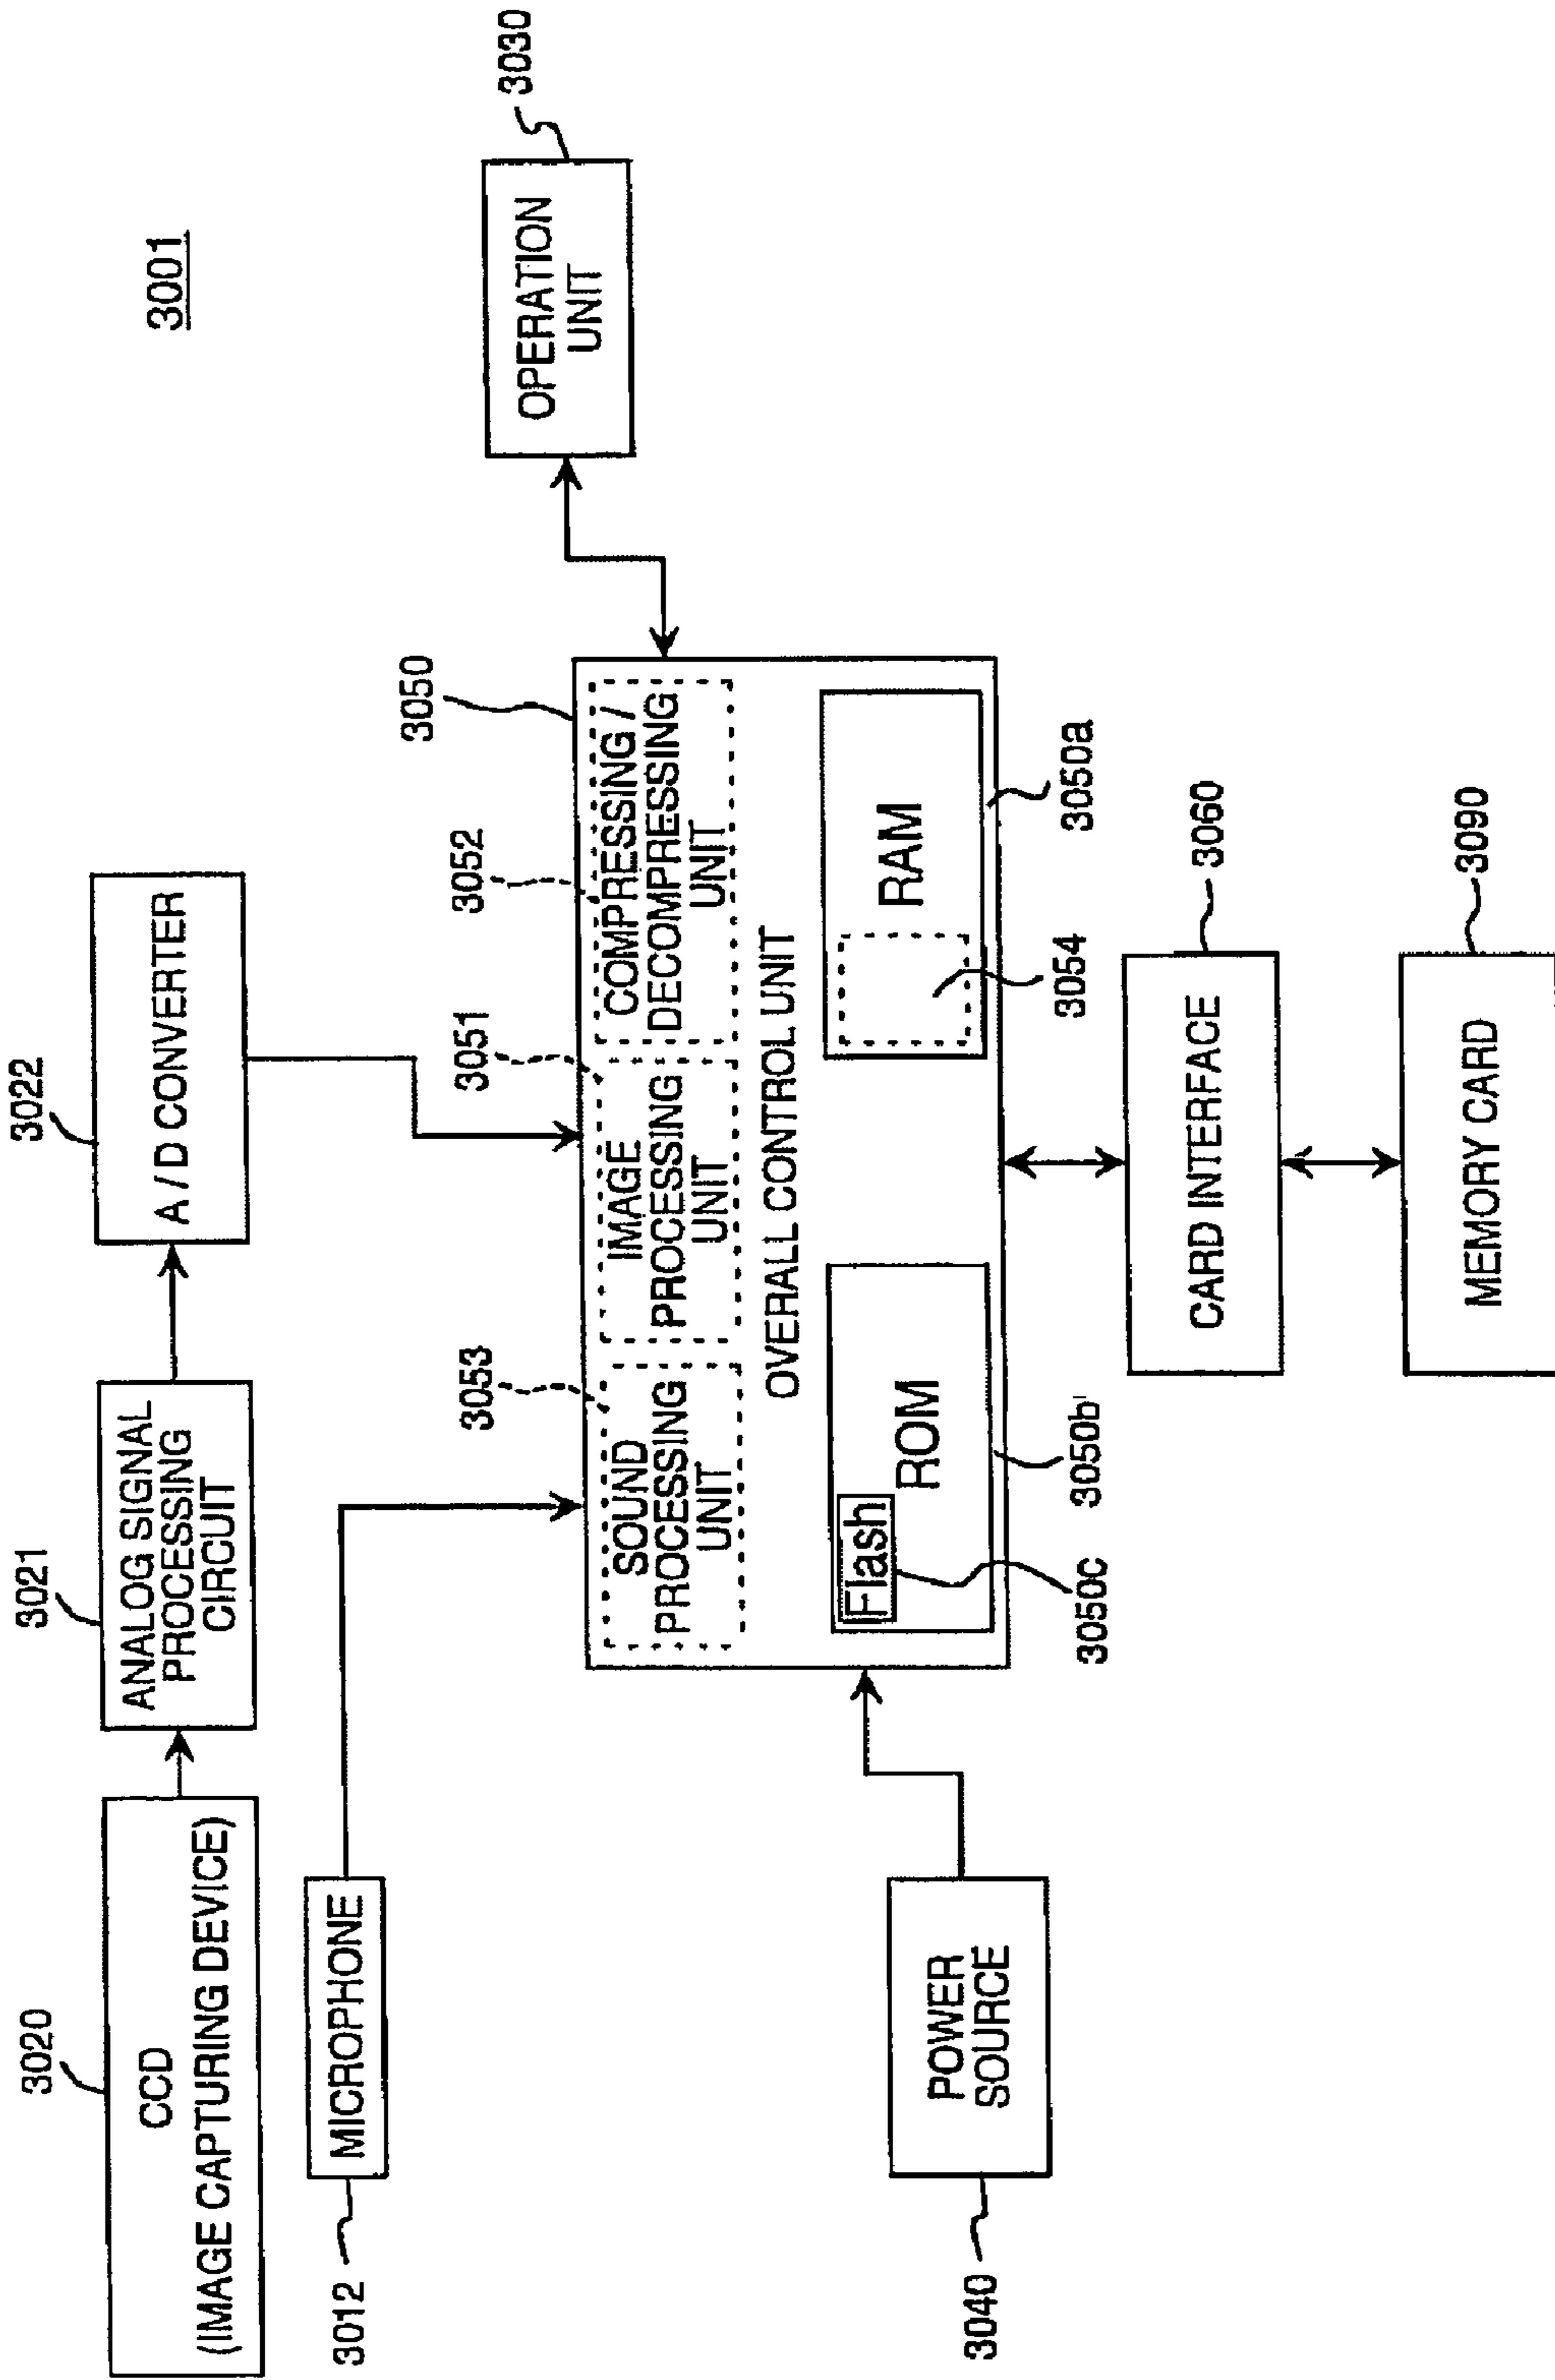 3001
3020
CCD
(IMAGE CAPTURING DEVICE)
3021
ANALOG SIGNAL
PROCESSING
CIRCUIT
3022
A / D CONVERTER
3012
MICROPHONE
3030
OPERATION
UNIT
3050
3053
SOUND
PROCESSING
UNIT
3051
IMAGE
PROCESSING
UNIT
3052
COMPRESSING /
DECOMPRESSING
UNIT
OVERALL CONTROL UNIT
Flash
ROM
RAM
3050c
3050b
3054
3050a
3040
POWER
SOURCE
CARD INTERFACE
3060
MEMORY CARD
3090